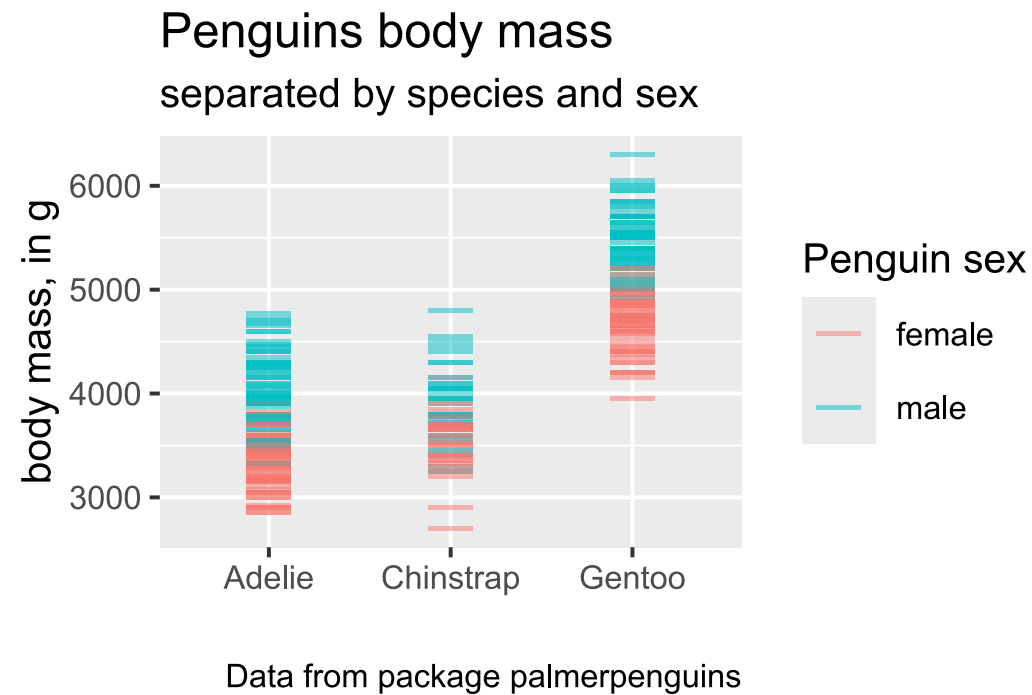 Penguins body mass
separated by species and sex
body mass, in g
6000
5000
4000
3000
Adelie Chinstrap Gentoo
Penguin sex
female
male
Data from package palmerpenguins